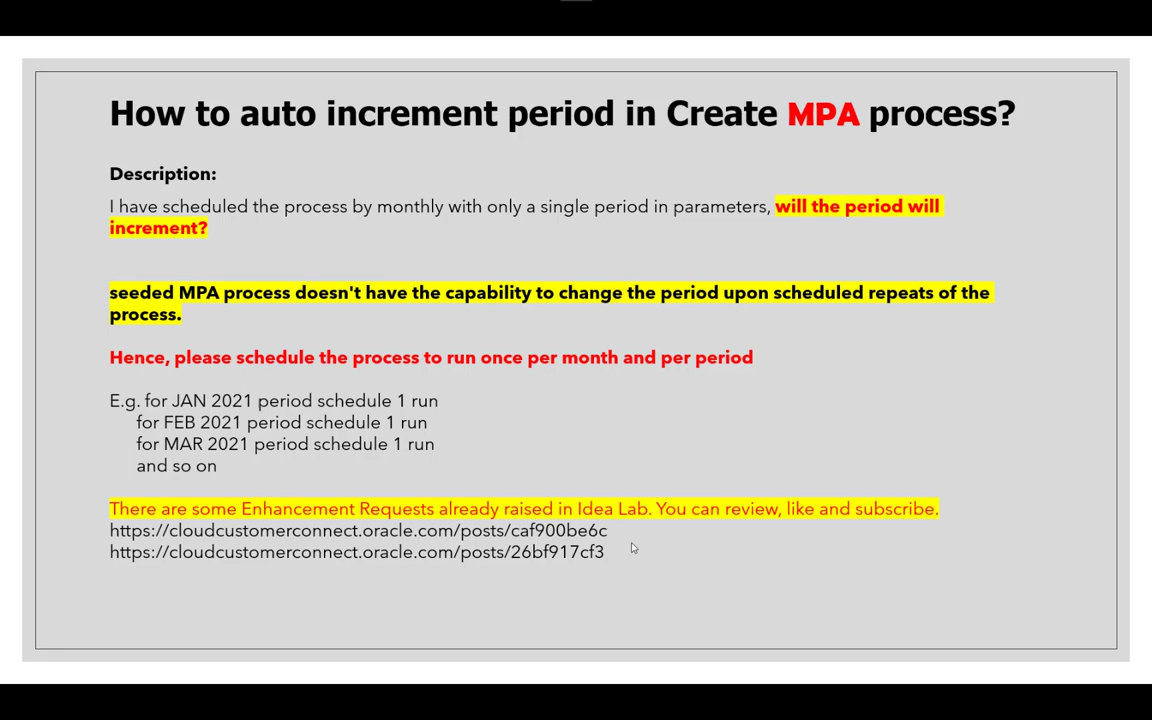 How to auto increment period in Create MPA process?
Description:
I have scheduled the process by monthly with only a single period in parameters, will the period will
increment?
seeded MPA process doesn't have the capability to change the period upon scheduled repeats of the
process.
Hence, please schedule the process to run once per month and per period
E.g. for JAN 2021 period schedule 1 run
for FEB 2021 period schedule 1 run
for MAR 2021 period schedule 1 run
and so on
There are some Enhancement Requests already raised in Idea Lab. You can review, like and subscribe.
https://cloudcustomerconnect.oracle.com/posts/caf900be6c
https://cloudcustomerconnect.oracle.com/posts/26bf917cf3